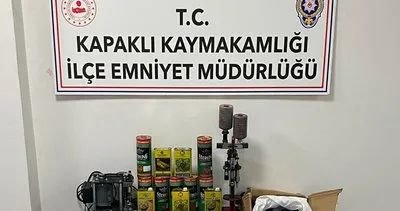 T.C.
KAPAKLI KAYMAKAMLIĞI
İLÇE EMNİYET MÜDÜRLÜĞÜ